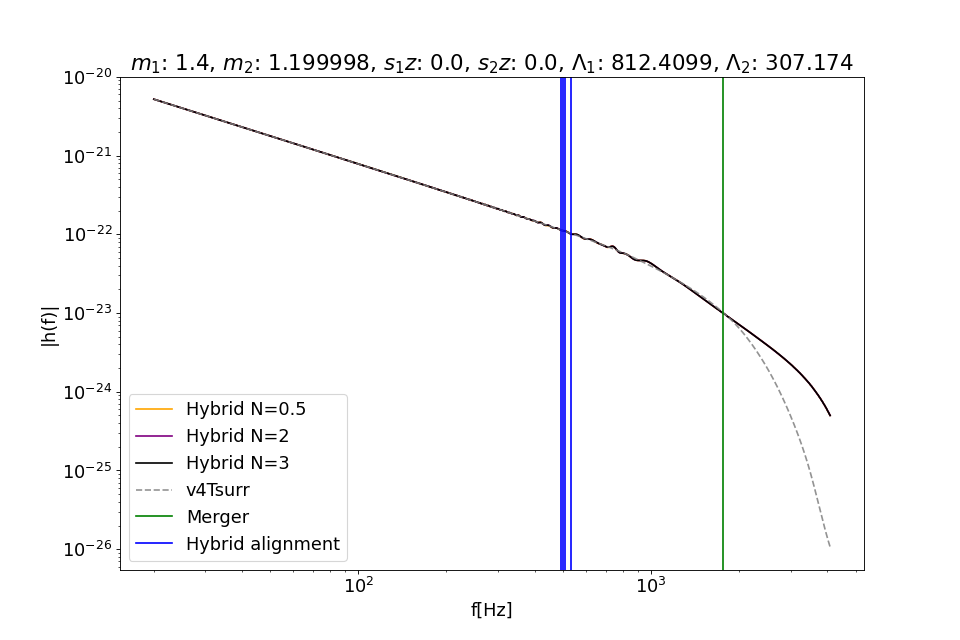 m₁: 1.4, m₂: 1.199998, s₁z: 0.0, s₂z: 0.0, Λ₁: 812.4099, Λ₂: 307.174
10⁻²⁰
10⁻²¹
10⁻²²
10⁻²³
10⁻²⁴
10⁻²⁵
10⁻²⁶
|h(f)|
Hybrid N=0.5
Hybrid N=2
Hybrid N=3
v4Tsurr
Merger
Hybrid alignment
10²
10³
f[Hz]